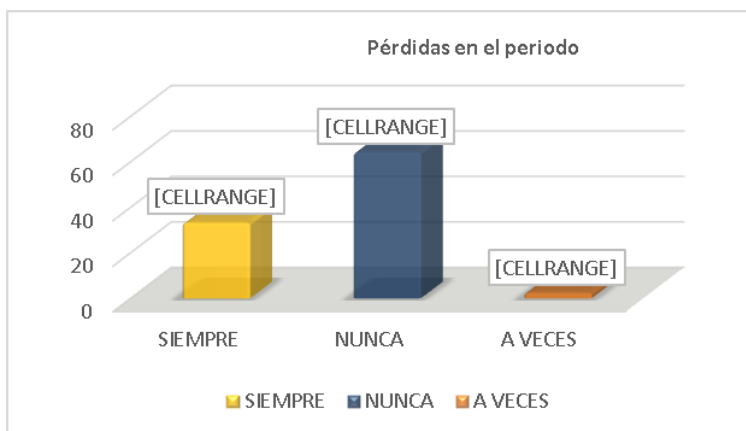 Pérdidas en el periodo
80
60
40
20
0
[CELLRANGE]
[CELLRANGE]
[CELLRANGE]
SIEMPRE NUNCA A VECES
SIEMPRE NUNCA A VECES